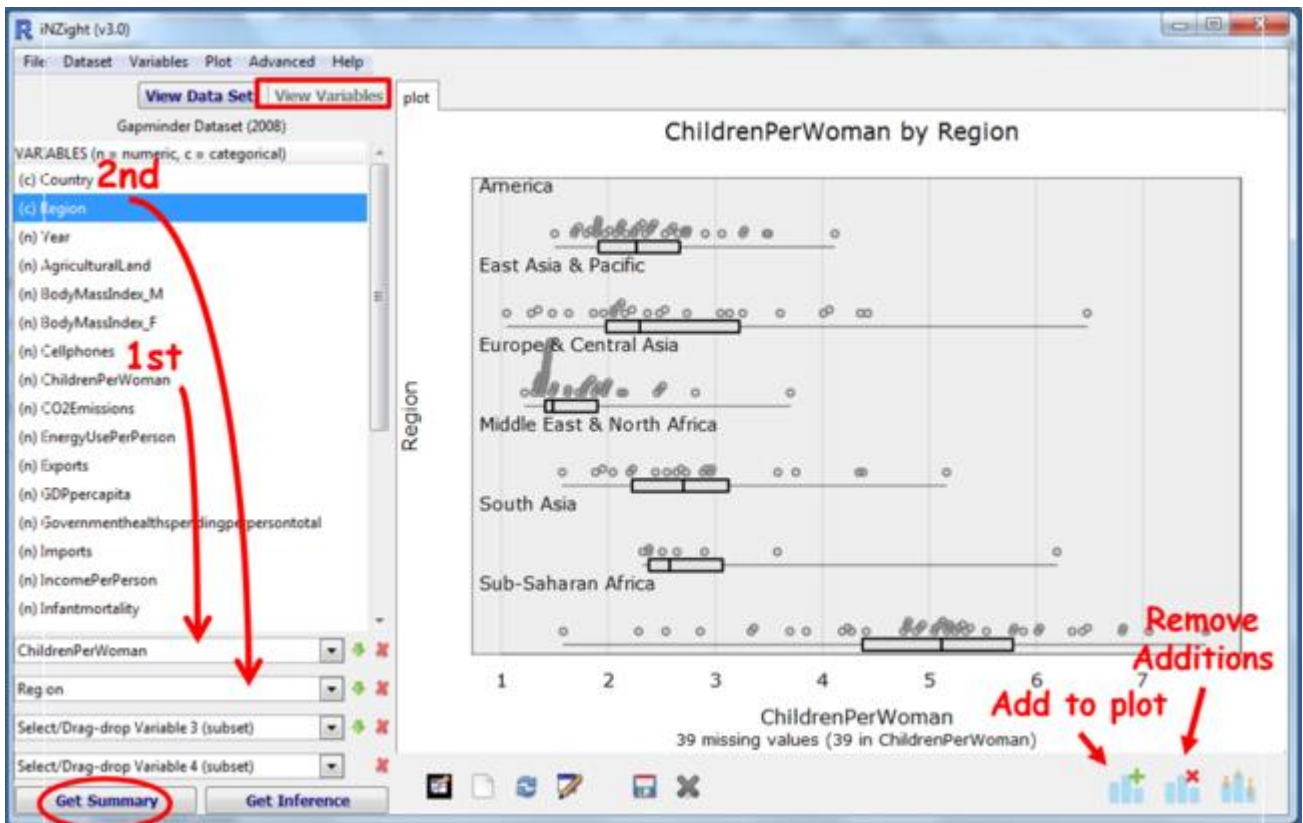 iNZight (v3.0)
File Dataset Variables Plot Advanced Help
View Data Set View Variables
plot
Gapminder Dataset (2008)
VARIABLES (n = numeric, c = categorical)
(c) Country
2nd
(c) Region
(n) Year
(n) AgriculturalLand
(n) BodyMassIndex_M
(n) BodyMassIndex_F
(n) Cellphones
1st
(n) ChildrenPerWoman
(n) CO2Emissions
(n) EnergyUsePerPerson
(n) Exports
(n) GDPpercapita
(n) Governmenthealthspendingperpersontotal
(n) Imports
(n) IncomePerPerson
(n) Infantmortality
ChildrenPerWoman
Region
Select/Drag-drop Variable 3 (subset)
Select/Drag-drop Variable 4 (subset)
Get Summary Get Inference
ChildrenPerWoman by Region
America
East Asia & Pacific
Europe & Central Asia
Middle East & North Africa
South Asia
Sub-Saharan Africa
Region
1 2 3 4 5 6 7
ChildrenPerWoman
39 missing values (39 in ChildrenPerWoman)
Remove
Additions
Add to plot